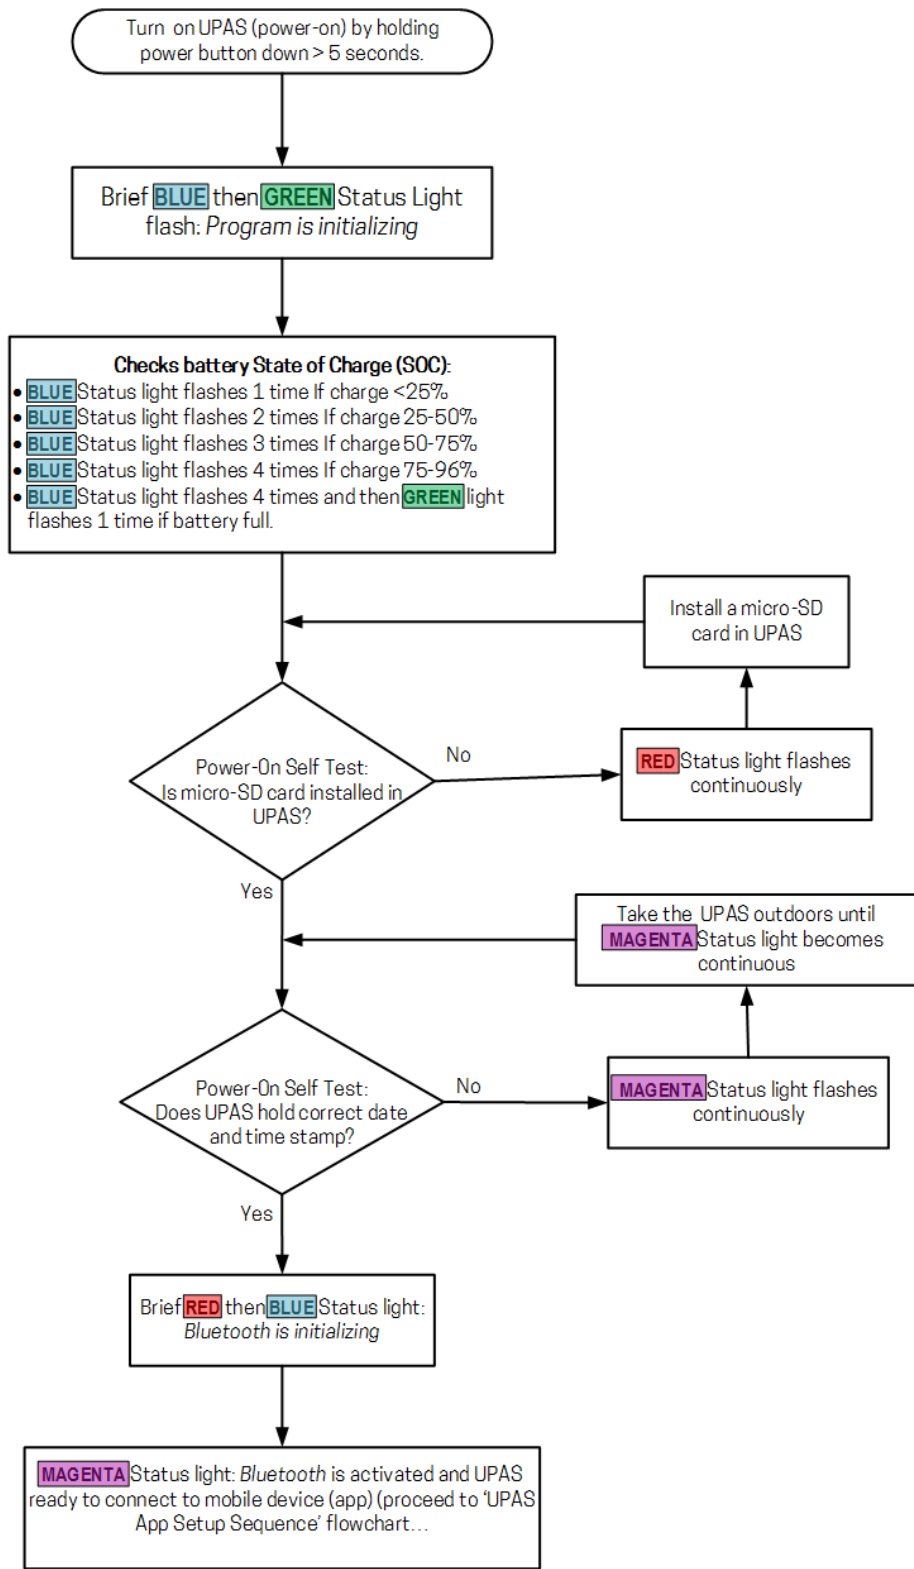 Turn on UPAS (power-on) by holding
power button down > 5 seconds.
Brief BLUE then GREEN Status Light
flash: Program is initializing
Checks battery State of Charge (SOC):
• BLUE Status light flashes 1 time If charge <25%
• BLUE Status light flashes 2 times If charge 25-50%
• BLUE Status light flashes 3 times If charge 50-75%
• BLUE Status light flashes 4 times If charge 75-96%
• BLUE Status light flashes 4 times and then GREEN light
flashes 1 time if battery full.
Install a micro-SD
card in UPAS
Power-On Self Test:
Is micro-SD card installed in
UPAS?
No
RED Status light flashes
continuously
Yes
Take the UPAS outdoors until
MAGENTA Status light becomes
continuous
Power-On Self Test:
Does UPAS hold correct date
and time stamp?
No
MAGENTA Status light flashes
continuously
Yes
Brief RED then BLUE Status light:
Bluetooth is initializing
MAGENTA Status light: Bluetooth is activated and UPAS
ready to connect to mobile device (app) (proceed to ‘UPAS
App Setup Sequence’ flowchart...